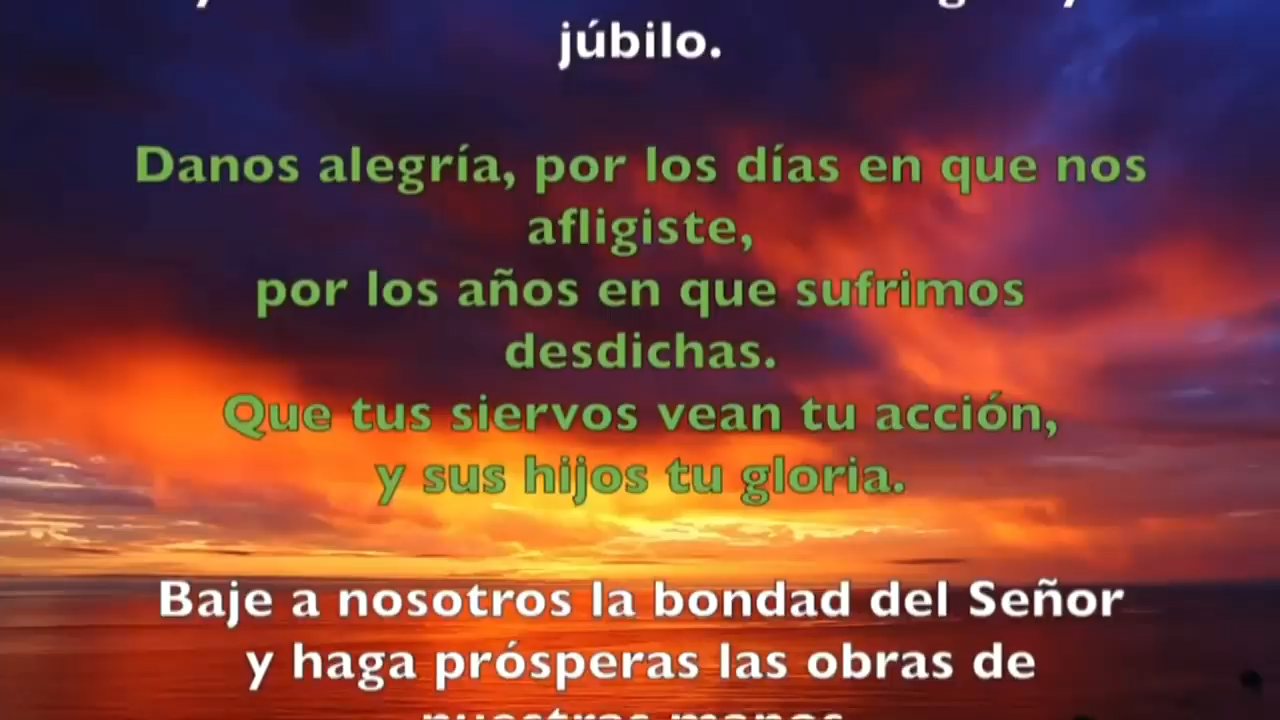 júbilo.
Danos alegría, por los días en que nos
afligiste,
por los años en que sufrimos
desdichas.
Que tus siervos vean tu acción,
y sus hijos tu gloria.
Baje a nosotros la bondad del Señor
y haga prósperas las obras de
nuestras manos.